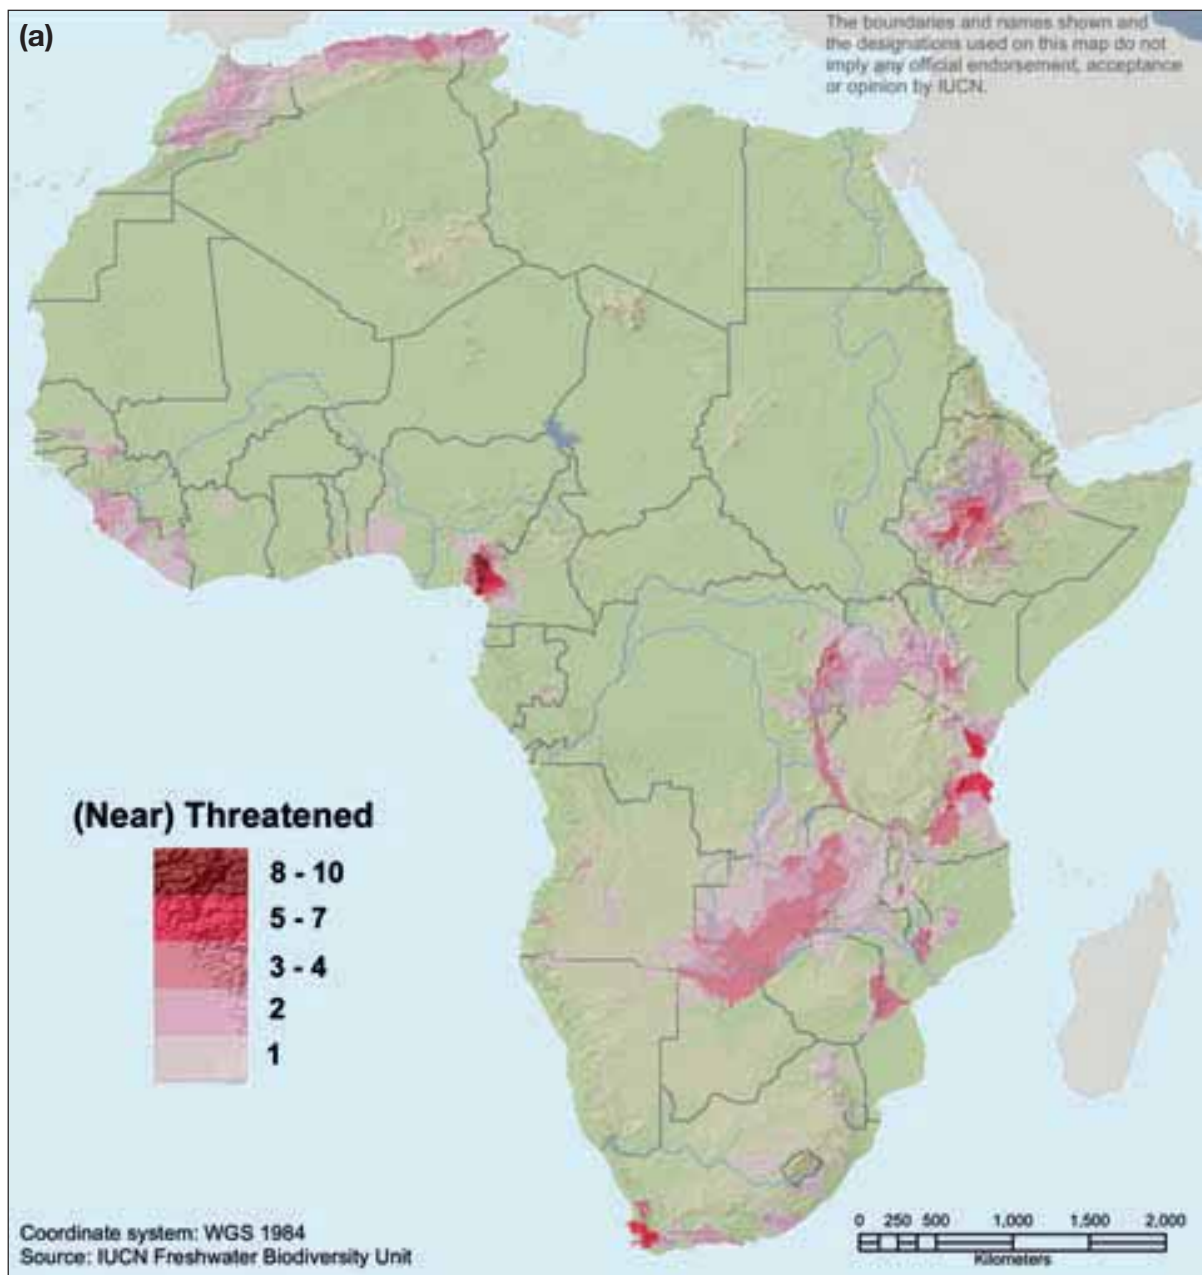 (a)
The boundaries and names shown and
the designations used on this map do not
imply any official endorsement, acceptance
or opinion by IUCN.
(Near) Threatened
8 - 10
5 - 7
3 - 4
2
1
Coordinate system: WGS 1984
Source: IUCN Freshwater Biodiversity Unit
0 250 500 1,000 1,500 2,000
Kilometers